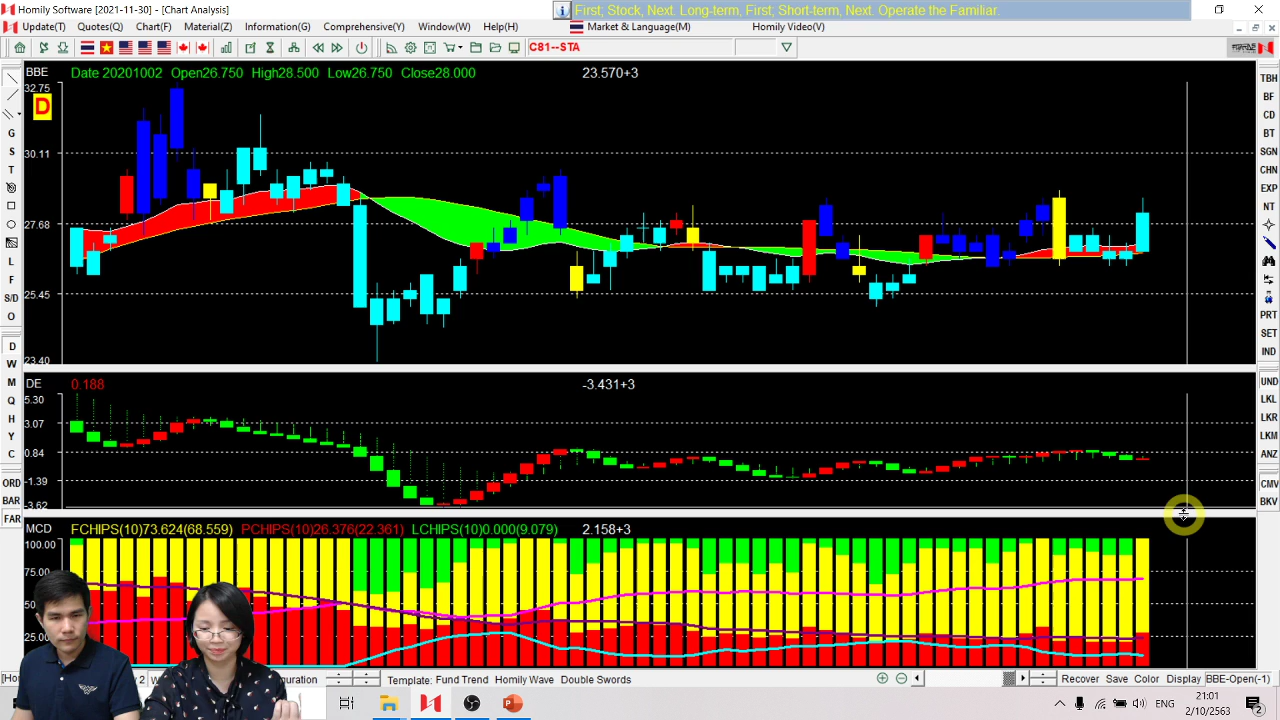 Homily Software [2021-11-30] - [Chart Analysis]
First; Stock, Next. Long-term, First; Short-term, Next. Operate the Familiar.
Update(T) Quotes(Q) Chart(F) Material(Z) Information(G) Comprehensive(Y) Window(W) Help(H) Market & Language(M) Homily Video(V)
C81--STA
BBE Date 20201002 Open26.750 High28.500 Low26.750 Close28.000 23.570+3
32.75
D
30.11
27.68
25.45
23.40
DE 0.188 -3.431+3
5.30
3.07
0.84
-1.39
-3.62
MCD FCHIPS(10)73.624(68.559) PCHIPS(10)26.376(22.361) LCHIPS(10)0.000(9.079) 2.158+3
100.00
75.00
50
25.00
G
S
T
L
F
S/D
O
D
W
M
Q
H
Y
C
ORD
BAR
FAR
TBH
BF
CD
BT
SGN
CHN
EXP
NT
PRT
SET
IND
UND
LKL
LKR
LKM
ANZ
CMV
BKV
Template: Fund Trend Homily Wave Double Swords
Recover Save Color Display BBE-Open(-1)
ENG
21:01
2/10/2563
2